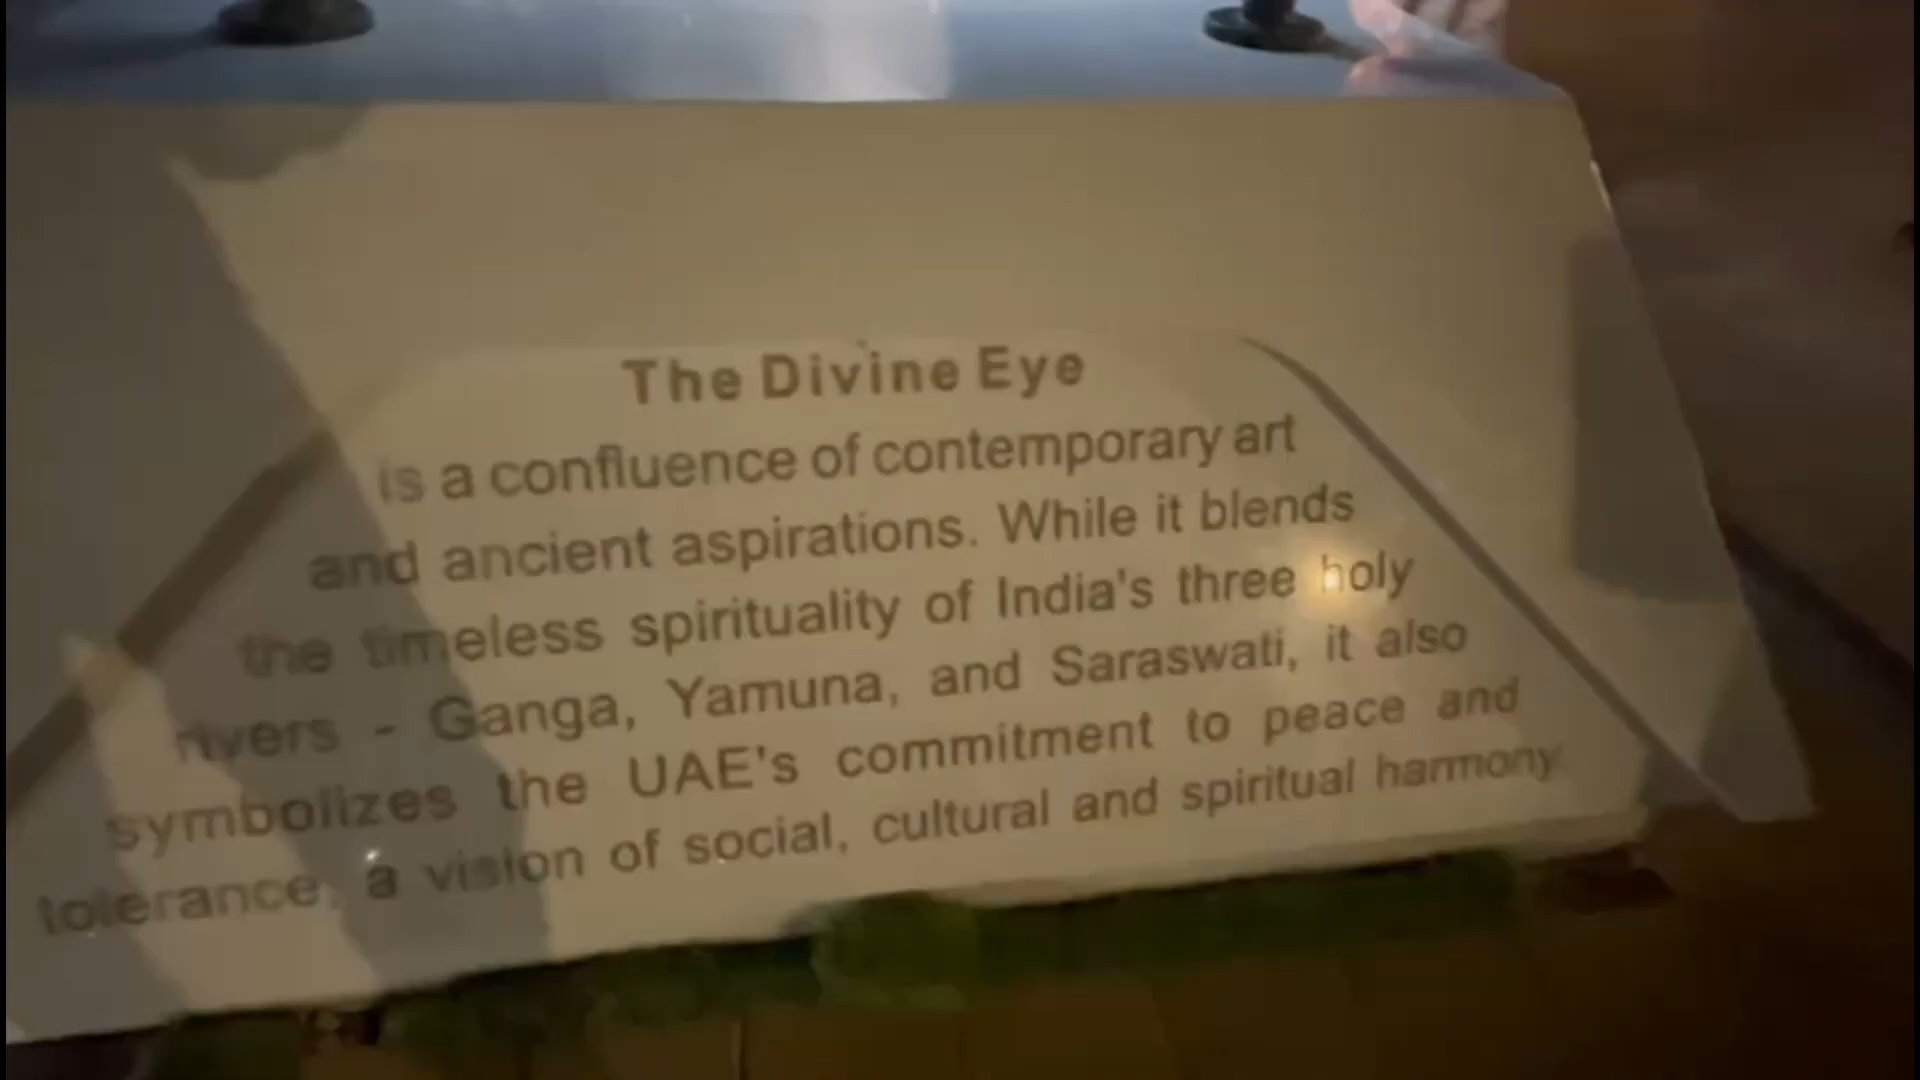 The Divine Eye
is a confluence of contemporary art
and ancient aspirations. While it blends
the timeless spirituality of India's three holy
rivers - Ganga, Yamuna, and Saraswati, it also
symbolizes the UAE's commitment to peace and
tolerance, a vision of social, cultural and spiritual harmony